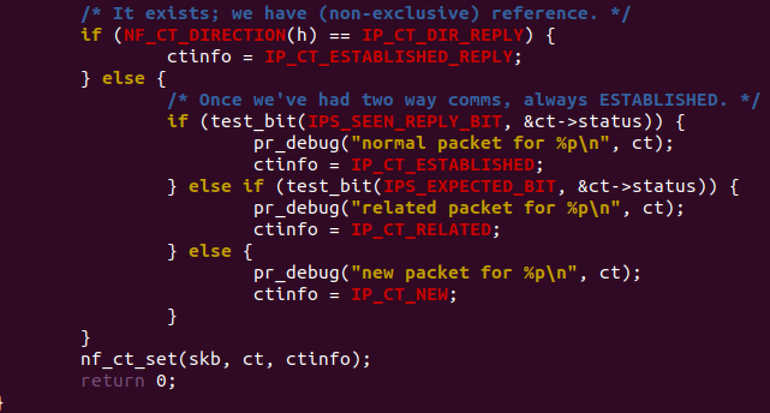 /* It exists; we have (non-exclusive) reference. */
if (NF_CT_DIRECTION(h) == IP_CT_DIR_REPLY) {
ctinfo = IP_CT_ESTABLISHED_REPLY;
} else {
/* Once we've had two way comms, always ESTABLISHED. */
if (test_bit(IPS_SEEN_REPLY_BIT, &ct->status)) {
pr_debug("normal packet for %p\n", ct);
ctinfo = IP_CT_ESTABLISHED;
} else if (test_bit(IPS_EXPECTED_BIT, &ct->status)) {
pr_debug("related packet for %p\n", ct);
ctinfo = IP_CT_RELATED;
} else {
pr_debug("new packet for %p\n", ct);
ctinfo = IP_CT_NEW;
}
}
nf_ct_set(skb, ct, ctinfo);
return 0;
}